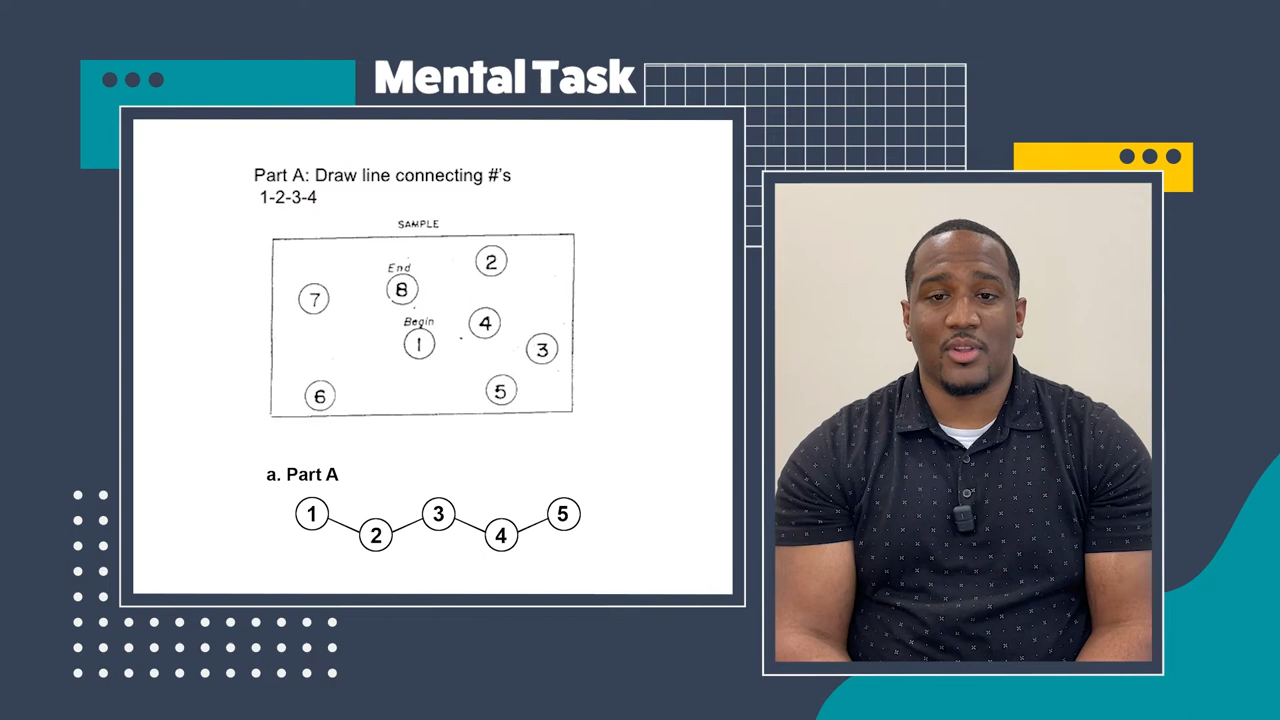 Mental Task
Part A: Draw line connecting #'s
1-2-3-4
SAMPLE
2
End
8
7
Begin
4
1
3
5
6
a. Part A
1
3
5
2
4